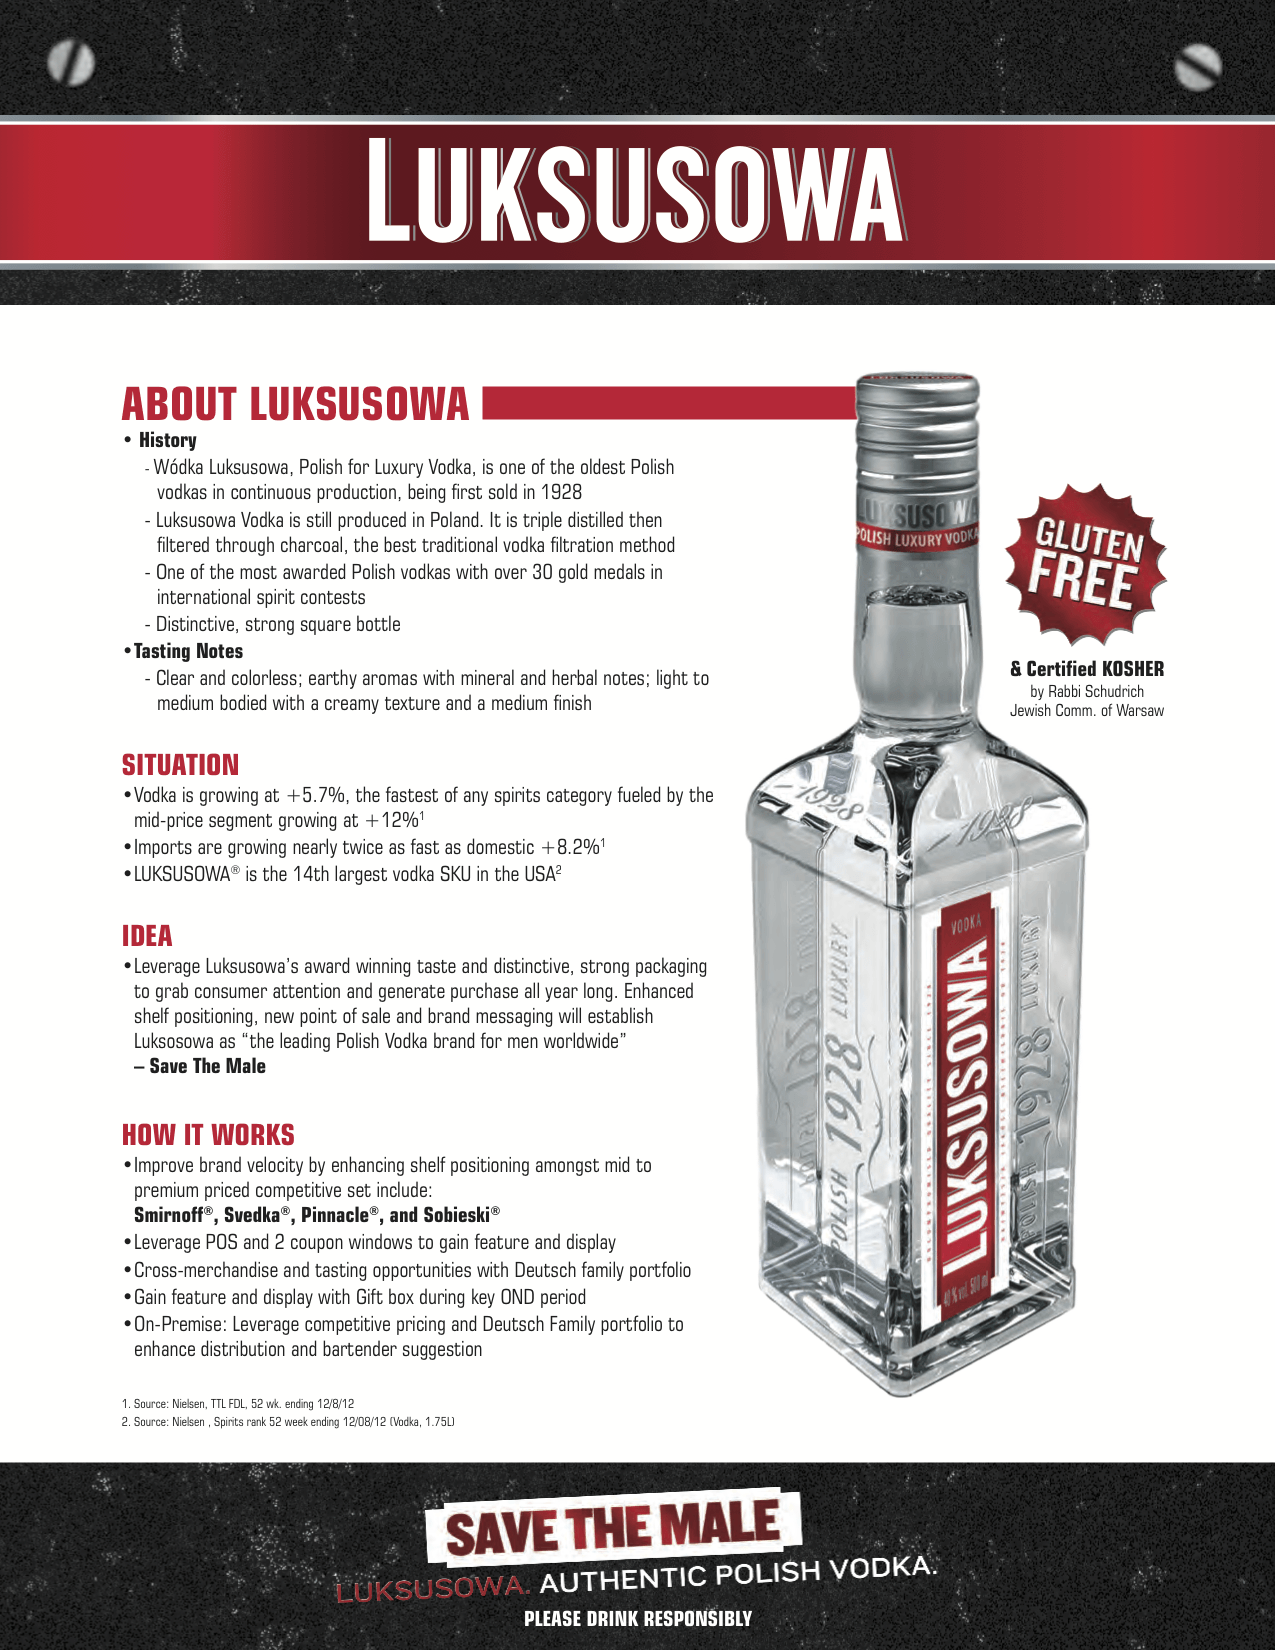 LUKSUSOWA
ABOUT LUKSUSOWA
• History
- Wódka Luksusowa, Polish for Luxury Vodka, is one of the oldest Polish
vodkas in continuous production, being first sold in 1928
- Luksusowa Vodka is still produced in Poland. It is triple distilled then
filtered through charcoal, the best traditional vodka filtration method
- One of the most awarded Polish vodkas with over 30 gold medals in
international spirit contests
- Distinctive, strong square bottle
• Tasting Notes
- Clear and colorless; earthy aromas with mineral and herbal notes; light to
medium bodied with a creamy texture and a medium finish
SITUATION
• Vodka is growing at +5.7%, the fastest of any spirits category fueled by the
mid-price segment growing at +12%1
• Imports are growing nearly twice as fast as domestic +8.2%1
• LUKSUSOWA® is the 14th largest vodka SKU in the USA2
IDEA
• Leverage Luksusowa's award winning taste and distinctive, strong packaging
to grab consumer attention and generate purchase all year long. Enhanced
shelf positioning, new point of sale and brand messaging will establish
Luksosowa as “the leading Polish Vodka brand for men worldwide”
– Save The Male
HOW IT WORKS
• Improve brand velocity by enhancing shelf positioning amongst mid to
premium priced competitive set include:
Smirnoff®, Svedka®, Pinnacle®, and Sobieski®
• Leverage POS and 2 coupon windows to gain feature and display
• Cross-merchandise and tasting opportunities with Deutsch family portfolio
• Gain feature and display with Gift box during key OND period
• On-Premise: Leverage competitive pricing and Deutsch Family portfolio to
enhance distribution and bartender suggestion
1. Source: Nielsen, TTL FDL, 52 wk. ending 12/8/12
2. Source: Nielsen , Spirits rank 52 week ending 12/08/12 (Vodka, 1.75L)
LUKSUSOWA
LUKSUSOWA
POLISH LUXURY VODKA
1928
1928
POLISH 1928 LUXURY
VODKA
LUKSUSOWA
40% vol. 500 ml
POLISH 1928 LUXURY
GLUTEN
FREE
& Certified KOSHER
by Rabbi Schudrich
Jewish Comm. of Warsaw
SAVE THE MALE
LUKSUSOWA. AUTHENTIC POLISH VODKA.
PLEASE DRINK RESPONSIBLY